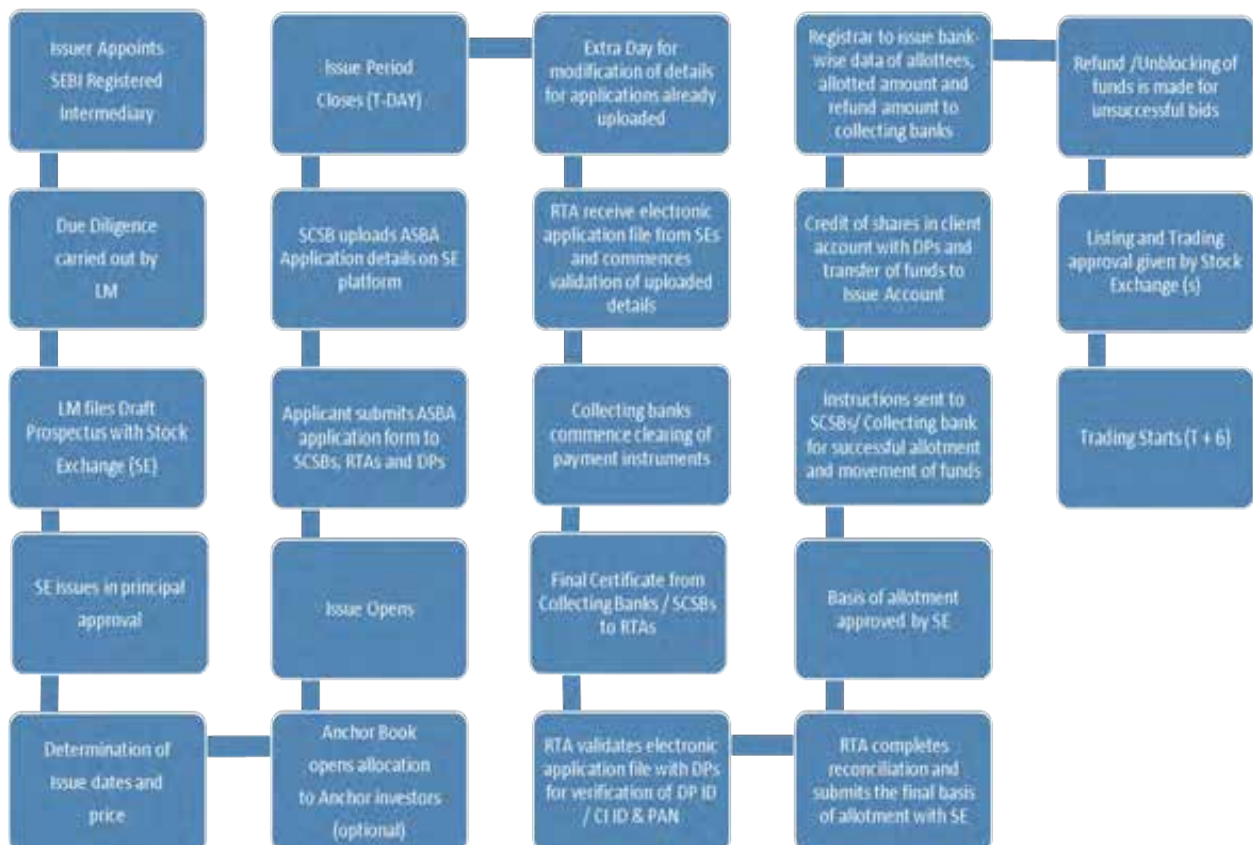 Issuer Appoints
SEBI Registered
Intermediary
Due Diligence
carried out by
LM
LM files Draft
Prospectus with Stock
Exchange (SE)
SE issues in principal
approval
Determination of
Issue dates and
price
Anchor Book
opens allocation
to Anchor investors
(optional)
Issue Opens
Applicant submits ASBA
application form to
SCSBs, RTAs and DPs
SCSB uploads ASBA
Application details on SE
platform
Issue Period
Closes (T-DAY)
Extra Day for
modification of details
for applications already
uploaded
RTA receive electronic
application file from SEs
and commences
validation of uploaded
details
Collecting banks
commence clearing of
payment instruments
Final Certificate from
Collecting Banks / SCSBs
to RTAs
RTA validates electronic
application file with DPs
for verification of DP ID
/ CI ID & PAN
RTA completes
reconciliation and
submits the final basis
of allotment with SE
Basis of allotment
approved by SE
Instructions sent to
SCSBs/ Collecting bank
for successful allotment
and movement of funds
Credit of shares in client
account with DPs and
transfer of funds to
Issue Account
Registrar to issue bank-
wise data of allottees,
allotted amount and
refund amount to
collecting banks
Refund /Unblocking of
funds is made for
unsuccessful bids
Listing and Trading
approval given by Stock
Exchange (s)
Trading Starts (T + 6)